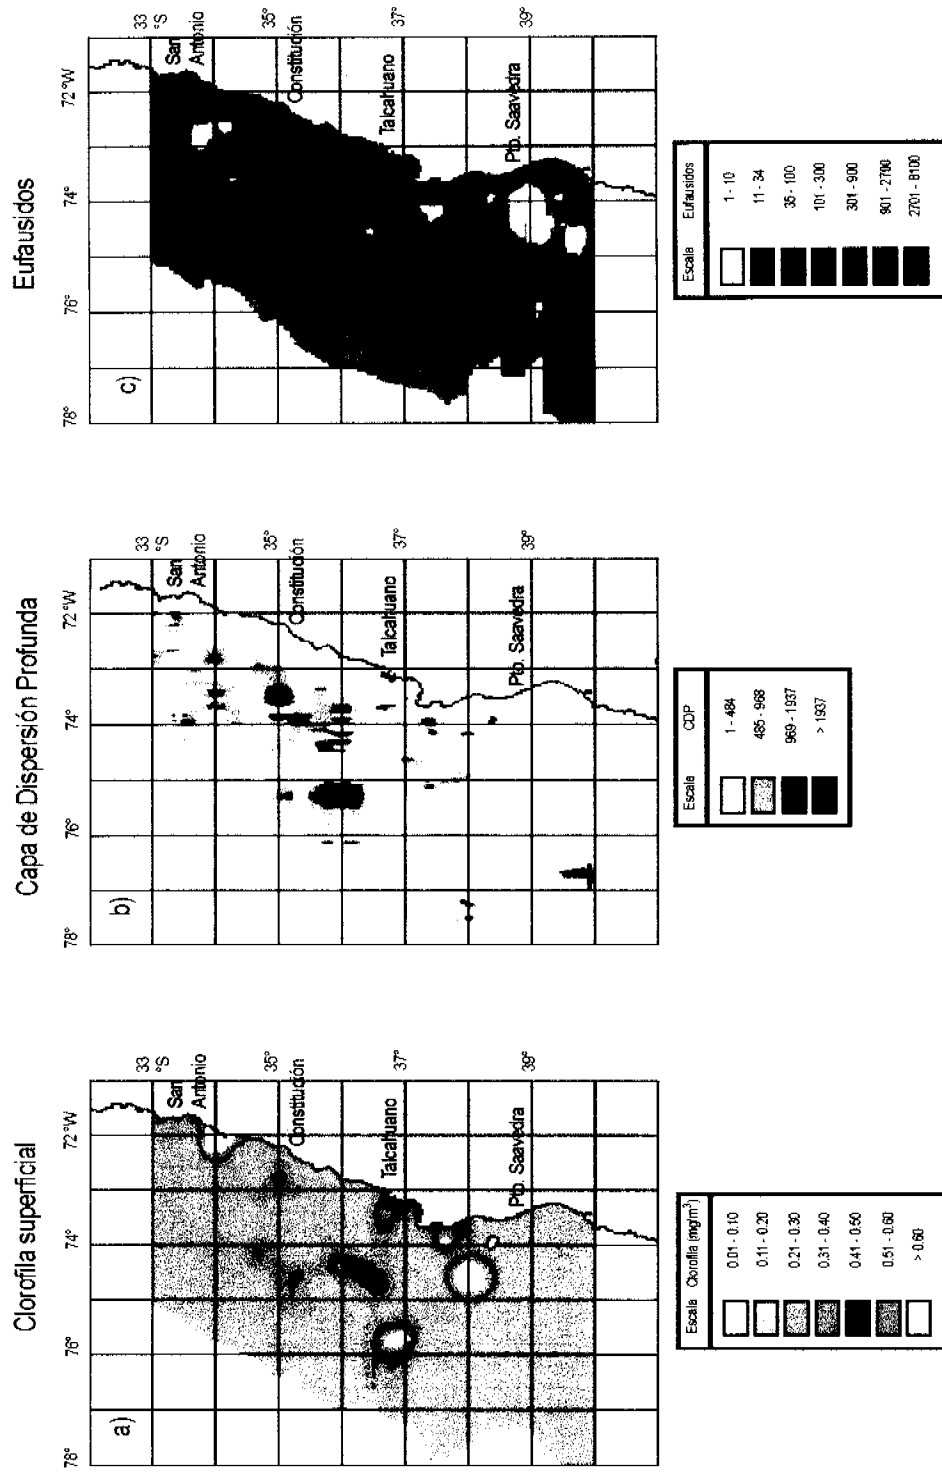 Clorofila superficial
a)
78°
76°
74°
72°W
33
°S
San
Antonio
35°
Constitución
37°
Talcahuano
39°
Pto. Saavedra
Escala Clorofila (mg/m³)
0.01 - 0.10
0.11 - 0.20
0.21 - 0.30
0.31 - 0.40
0.41 - 0.50
0.51 - 0.60
> 0.60
Capa de Dispersión Profunda
b)
78°
76°
74°
72°W
33
°S
San
Antonio
35°
Constitución
37°
Talcahuano
39°
Pto. Saavedra
Escala CDP
1 - 484
485 - 968
969 - 1937
> 1937
Eufausidos
c)
78°
76°
74°
72°W
33
°S
San
Antonio
35°
Constitución
37°
Talcahuano
39°
Pto. Saavedra
Escala Eufausidos
1 - 10
11 - 34
35 - 100
101 - 300
301 - 900
901 - 2700
2701 - 8100